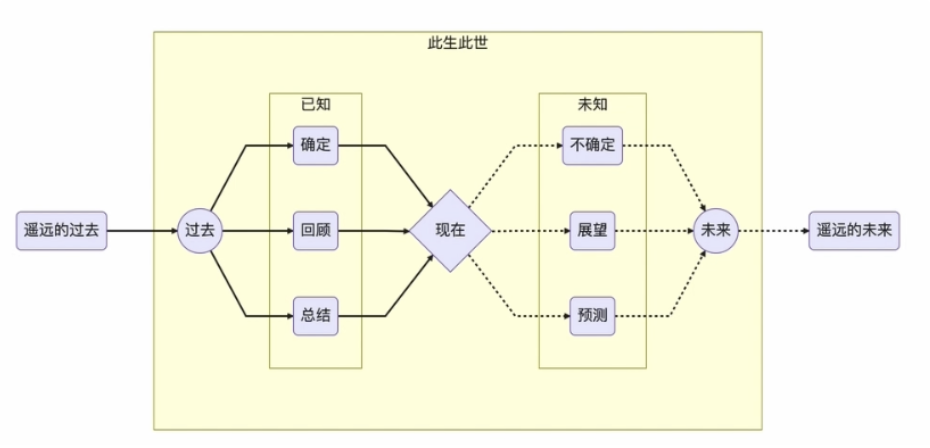 此生此世
已知
未知
确定
不确定
遥远的过去
过去
回顾
现在
展望
未来
遥远的未来
总结
预测